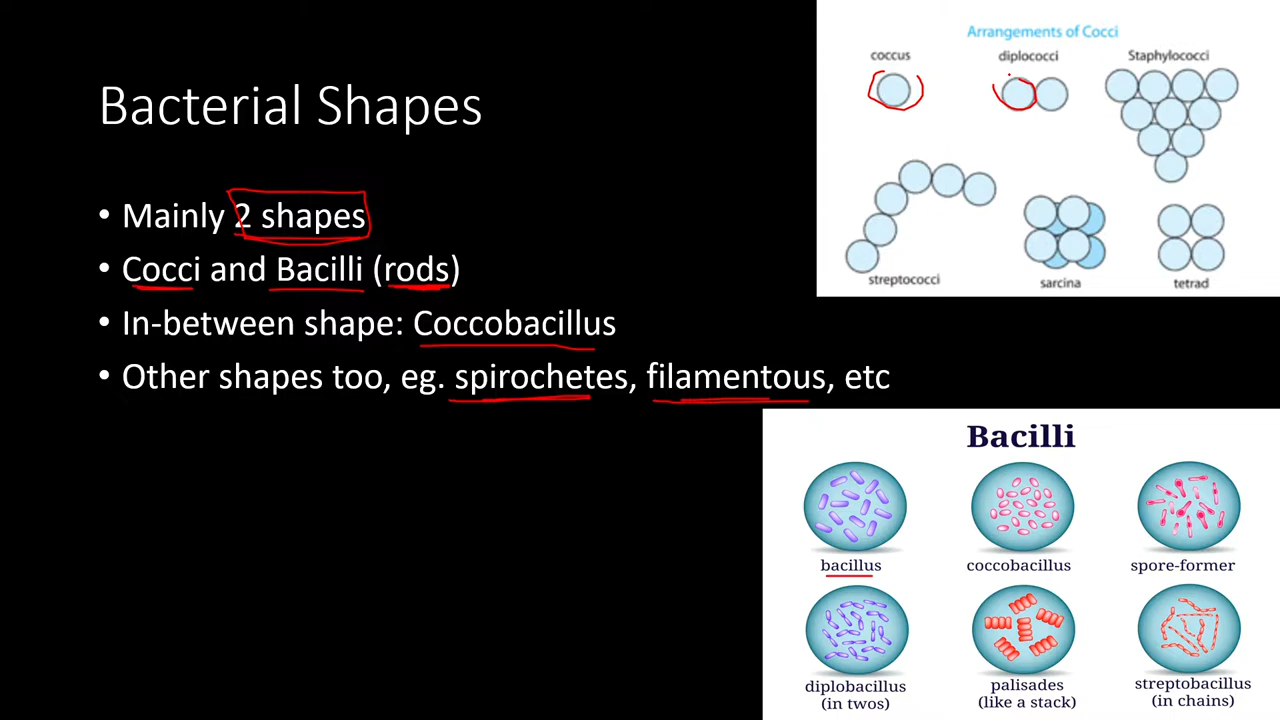 Bacterial Shapes
• Mainly 2 shapes
• Cocci and Bacilli (rods)
• In-between shape: Coccobacillus
• Other shapes too, eg. spirochetes, filamentous, etc
Arrangements of Cocci
coccus
diplococci
Staphylococci
streptococci
sarcina
tetrad
Bacilli
bacillus
coccobacillus
spore-former
diplobacillus
(in twos)
palisades
(like a stack)
streptobacillus
(in chains)